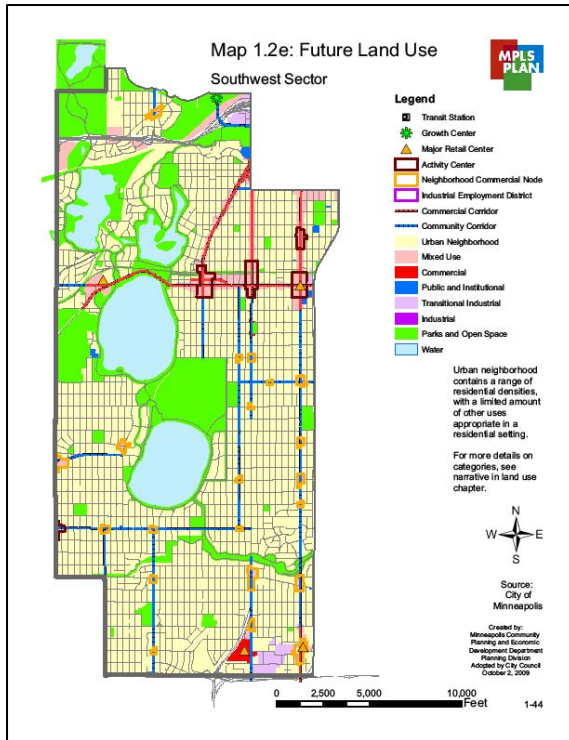 Map 1.2e: Future Land Use
Southwest Sector
MPLS
PLAN
Legend
Transit Station
Growth Center
Major Retail Center
Activity Center
Neighborhood Commercial Node
Industrial Employment District
Commercial Corridor
Community Corridor
Urban Neighborhood
Mixed Use
Commercial
Public and Institutional
Transitional Industrial
Industrial
Parks and Open Space
Water
Urban neighborhood
contains a range of
residential densities,
with a limited amount
of other uses
appropriate in a
residential setting.
For more details on
categories, see
narrative in land use
chapter.
N
W E
S
Source:
City of
Minneapolis
Created by:
Minneapolis Community
Planning and Economic
Development Department
Planning Division
Adopted by City Council
October 2, 2009
0 2,500 5,000 10,000
Feet
1-44